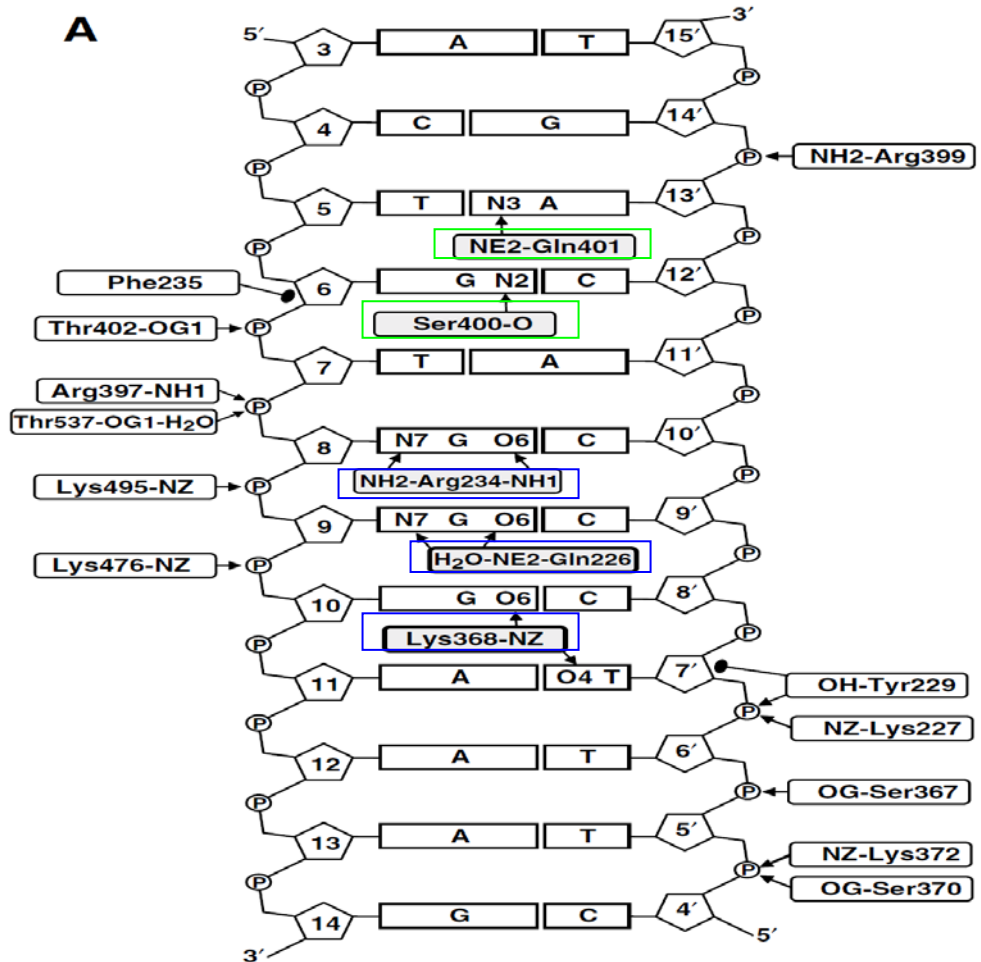 A
5′ 3 A T 15′ 3′
P P
4 C G 14′
P P NH2-Arg399
5 T N3 A 13′
NE2-Gln401
P P
Phe235 6 G N2 C 12′
Thr402-OG1 P Ser400-O P
7 T A 11′
Arg397-NH1
P P
Thr537-OG1-H₂O
8 N7 G O6 C 10′
Lys495-NZ P NH2-Arg234-NH1 P
9 N7 G O6 C 9′
Lys476-NZ P H₂O-NE2-Gln226 P
10 G O6 C 8′
P Lys368-NZ P
11 A O4 T 7′ OH-Tyr229
P P NZ-Lys227
12 A T 6′
P P OG-Ser367
13 A T 5′
NZ-Lys372
P P
OG-Ser370
14 G C 4′
3′ 5′